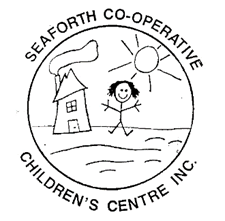 SEAFORTH CO-OPERATIVE
CHILDREN'S CENTRE INC.